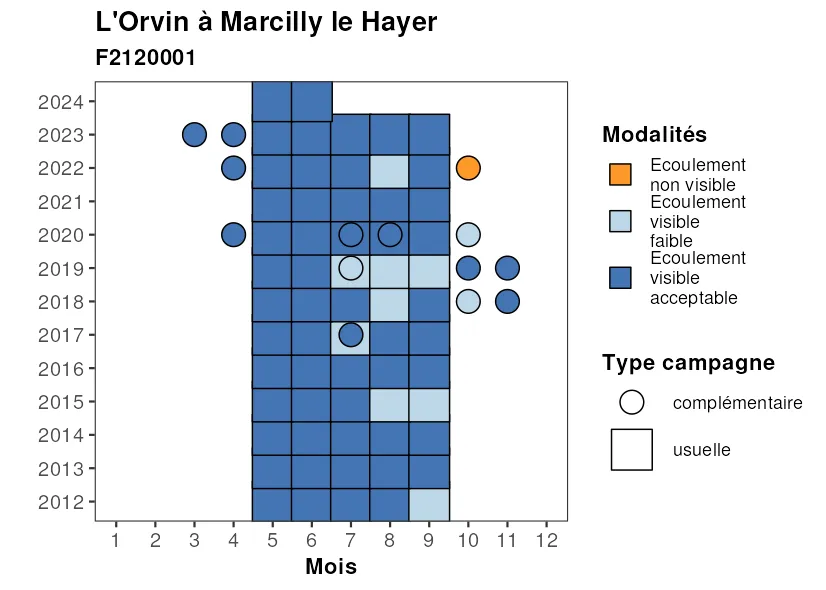 L'Orvin à Marcilly le Hayer
F2120001
2024
2023
2022
2021
2020
2019
2018
2017
2016
2015
2014
2013
2012
1 2 3 4 5 6 7 8 9 10 11 12
Mois
Modalités
Ecoulement
non visible
Ecoulement
visible
faible
Ecoulement
visible
acceptable
Type campagne
complémentaire
usuelle